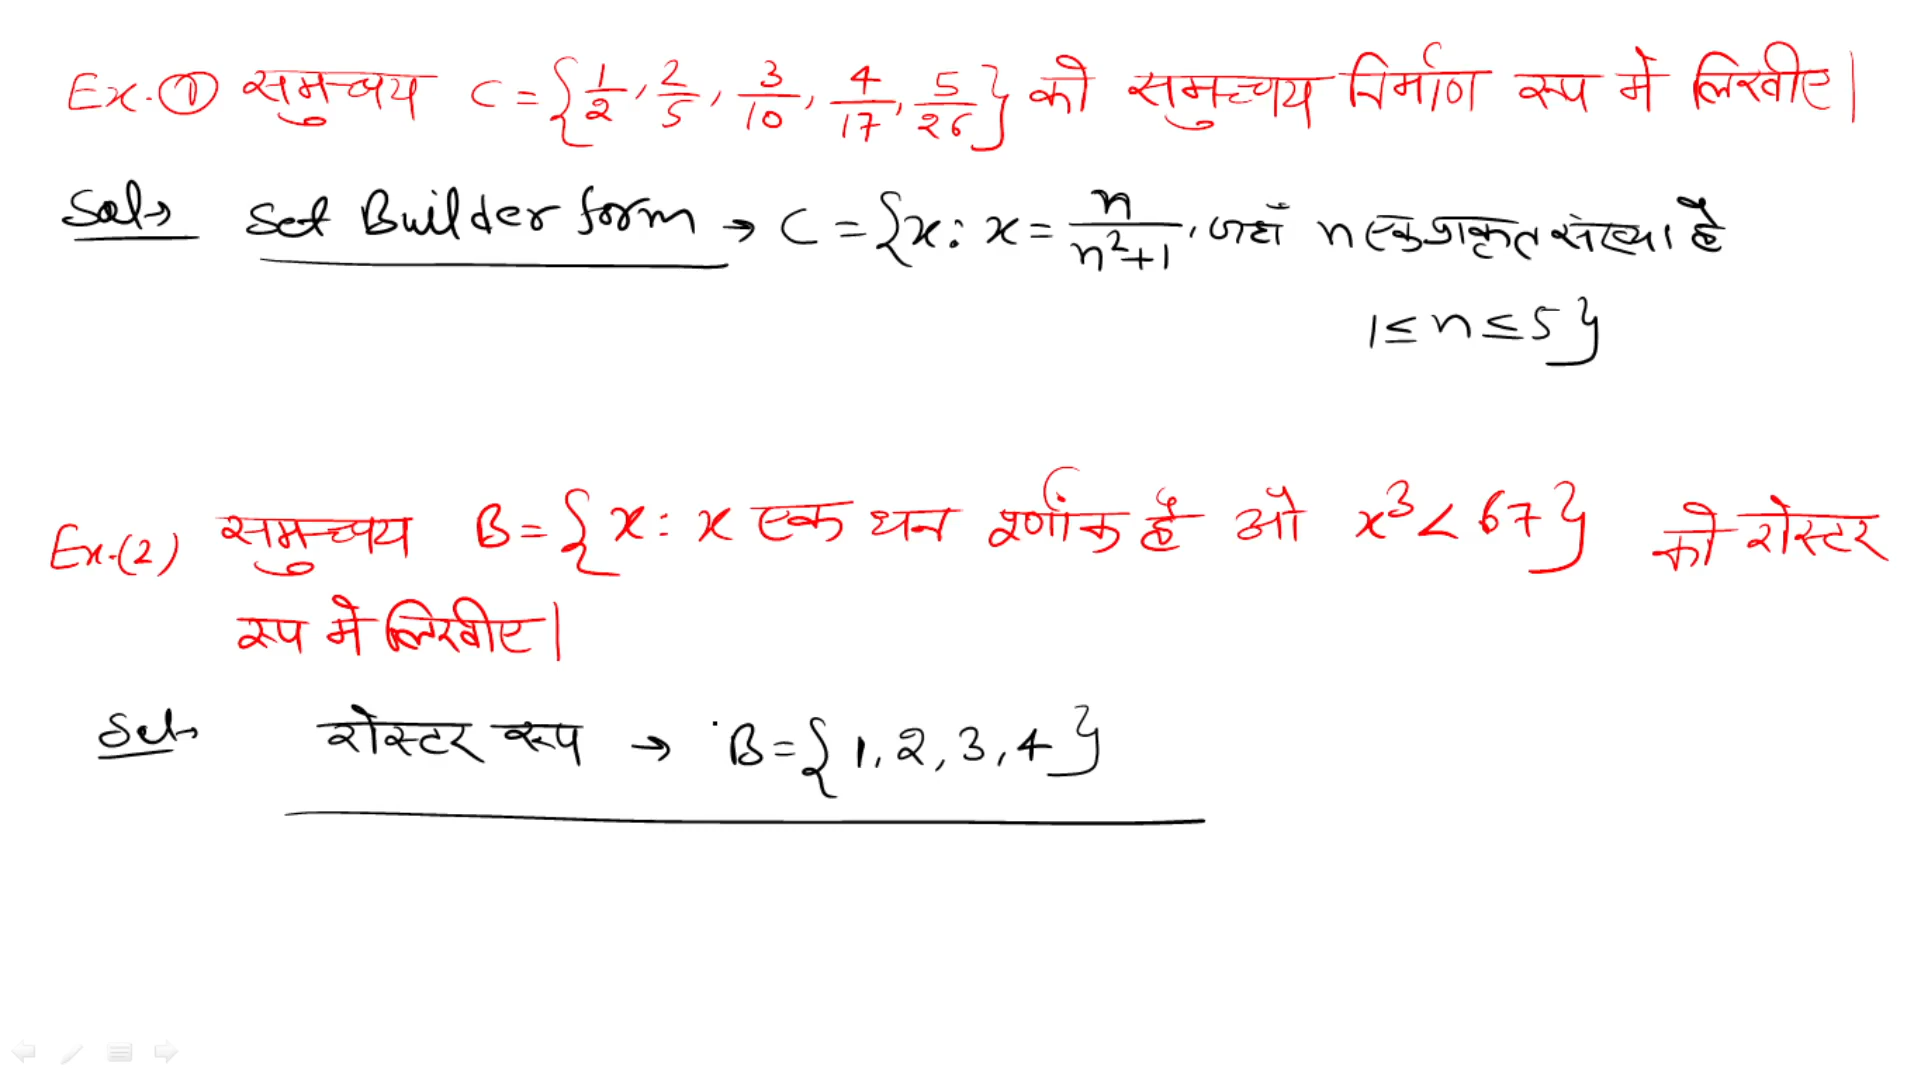 Ex.① समुच्चय C = {1/2, 2/5, 3/10, 4/17, 5/26} को समुच्चय निर्माण रूप में लिखीए।
Sol→ Set Builder form → C = {x : x = n/(n²+1), जहाँ n एक प्राकृत संख्या है
1 ≤ n ≤ 5}
Ex.(2) समुच्चय B = {x : x एक धन र्णांक है औ x³ < 67} को रोस्टर
रूप में लिखीए।
Sol→ रोस्टर रूप → B = {1, 2, 3, 4}